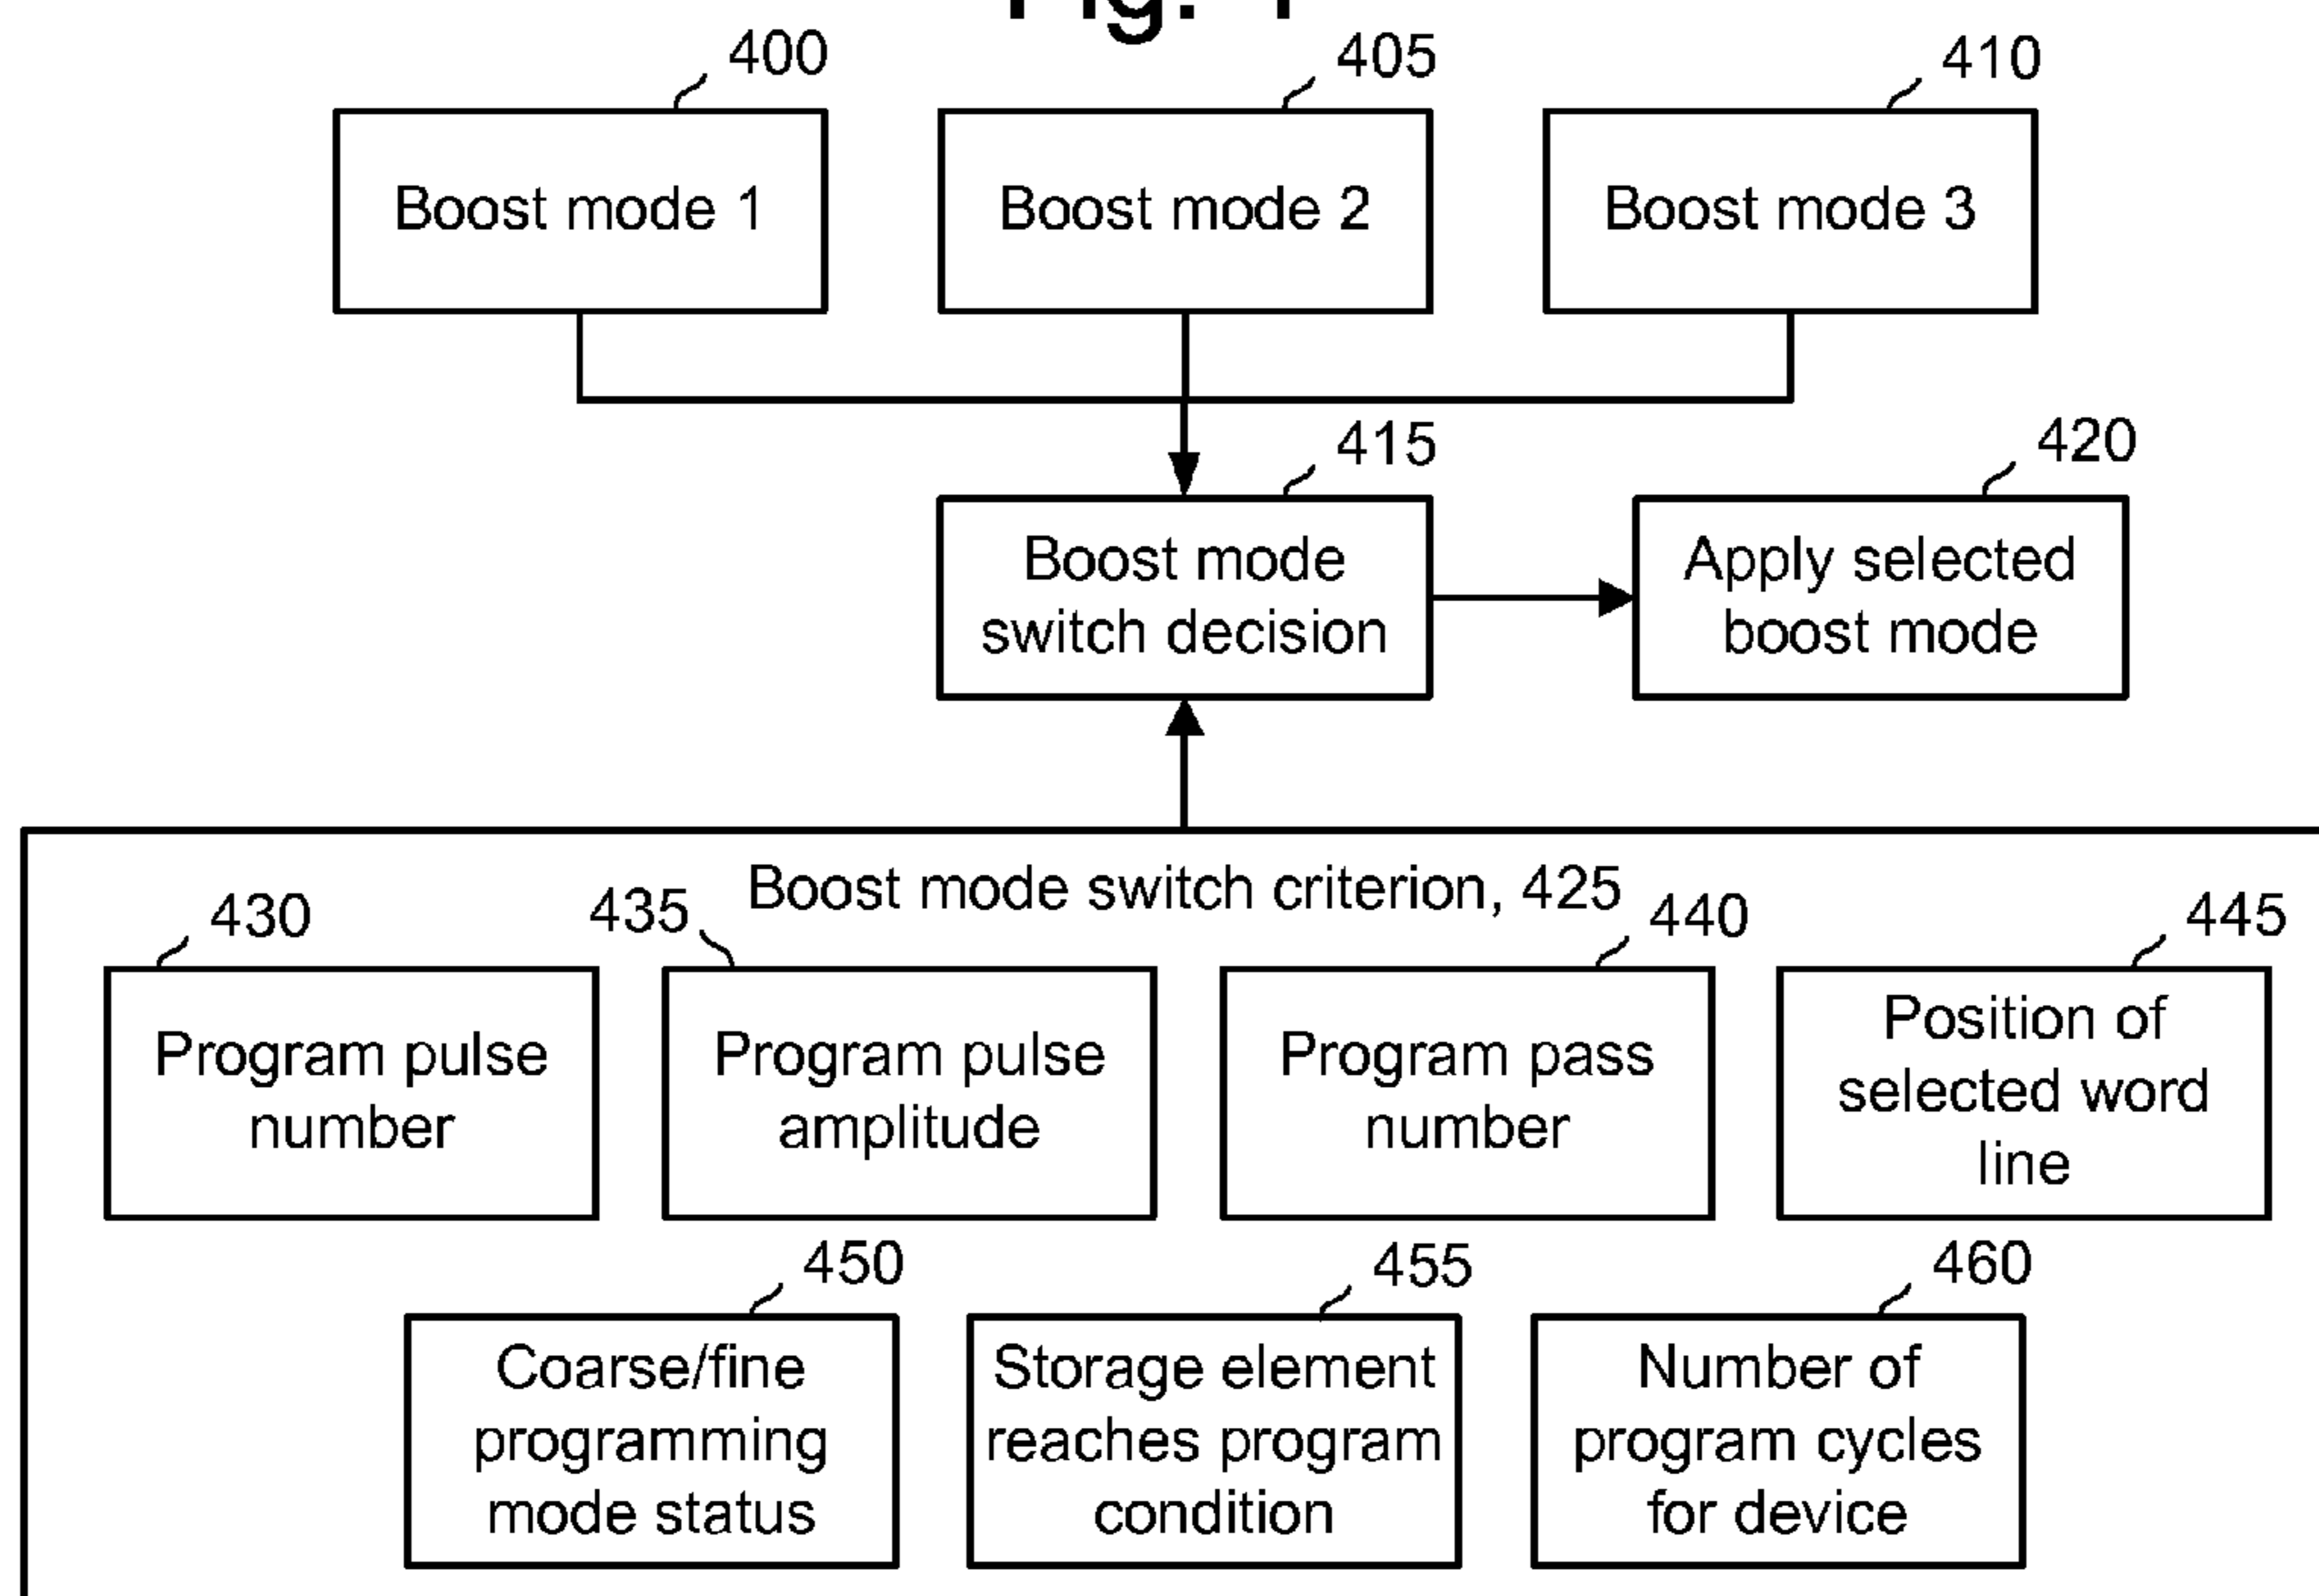 400
405
410
Boost mode 1
Boost mode 2
Boost mode 3
415
420
Boost mode
switch decision
Apply selected
boost mode
Boost mode switch criterion, 425
430
435
440
445
Program pulse
number
Program pulse
amplitude
Program pass
number
Position of
selected word
line
450
455
460
Coarse/fine
programming
mode status
Storage element
reaches program
condition
Number of
program cycles
for device